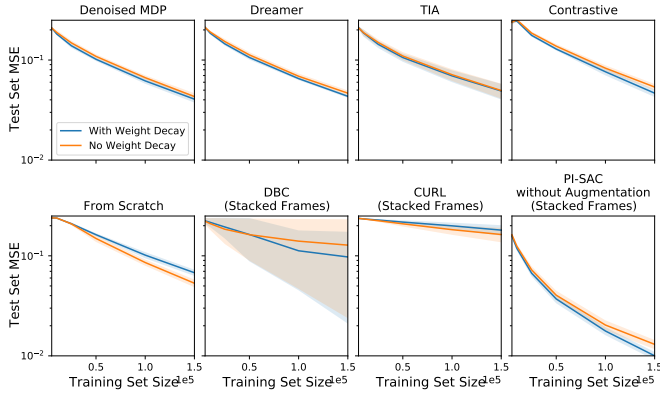 Denoised MDP
Dreamer
TIA
Contrastive
Test Set MSE
10⁻¹
10⁻²
With Weight Decay
No Weight Decay
From Scratch
DBC
(Stacked Frames)
CURL
(Stacked Frames)
PI-SAC
without Augmentation
(Stacked Frames)
Test Set MSE
10⁻¹
10⁻²
0.5 1.0 1.5
1e5
Training Set Size
0.5 1.0 1.5
1e5
Training Set Size
0.5 1.0 1.5
1e5
Training Set Size
0.5 1.0 1.5
1e5
Training Set Size